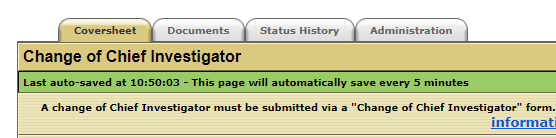 Coversheet Documents Status History Administration
Change of Chief Investigator
Last auto-saved at 10:50:03 - This page will automatically save every 5 minutes
A change of Chief Investigator must be submitted via a "Change of Chief Investigator" form.